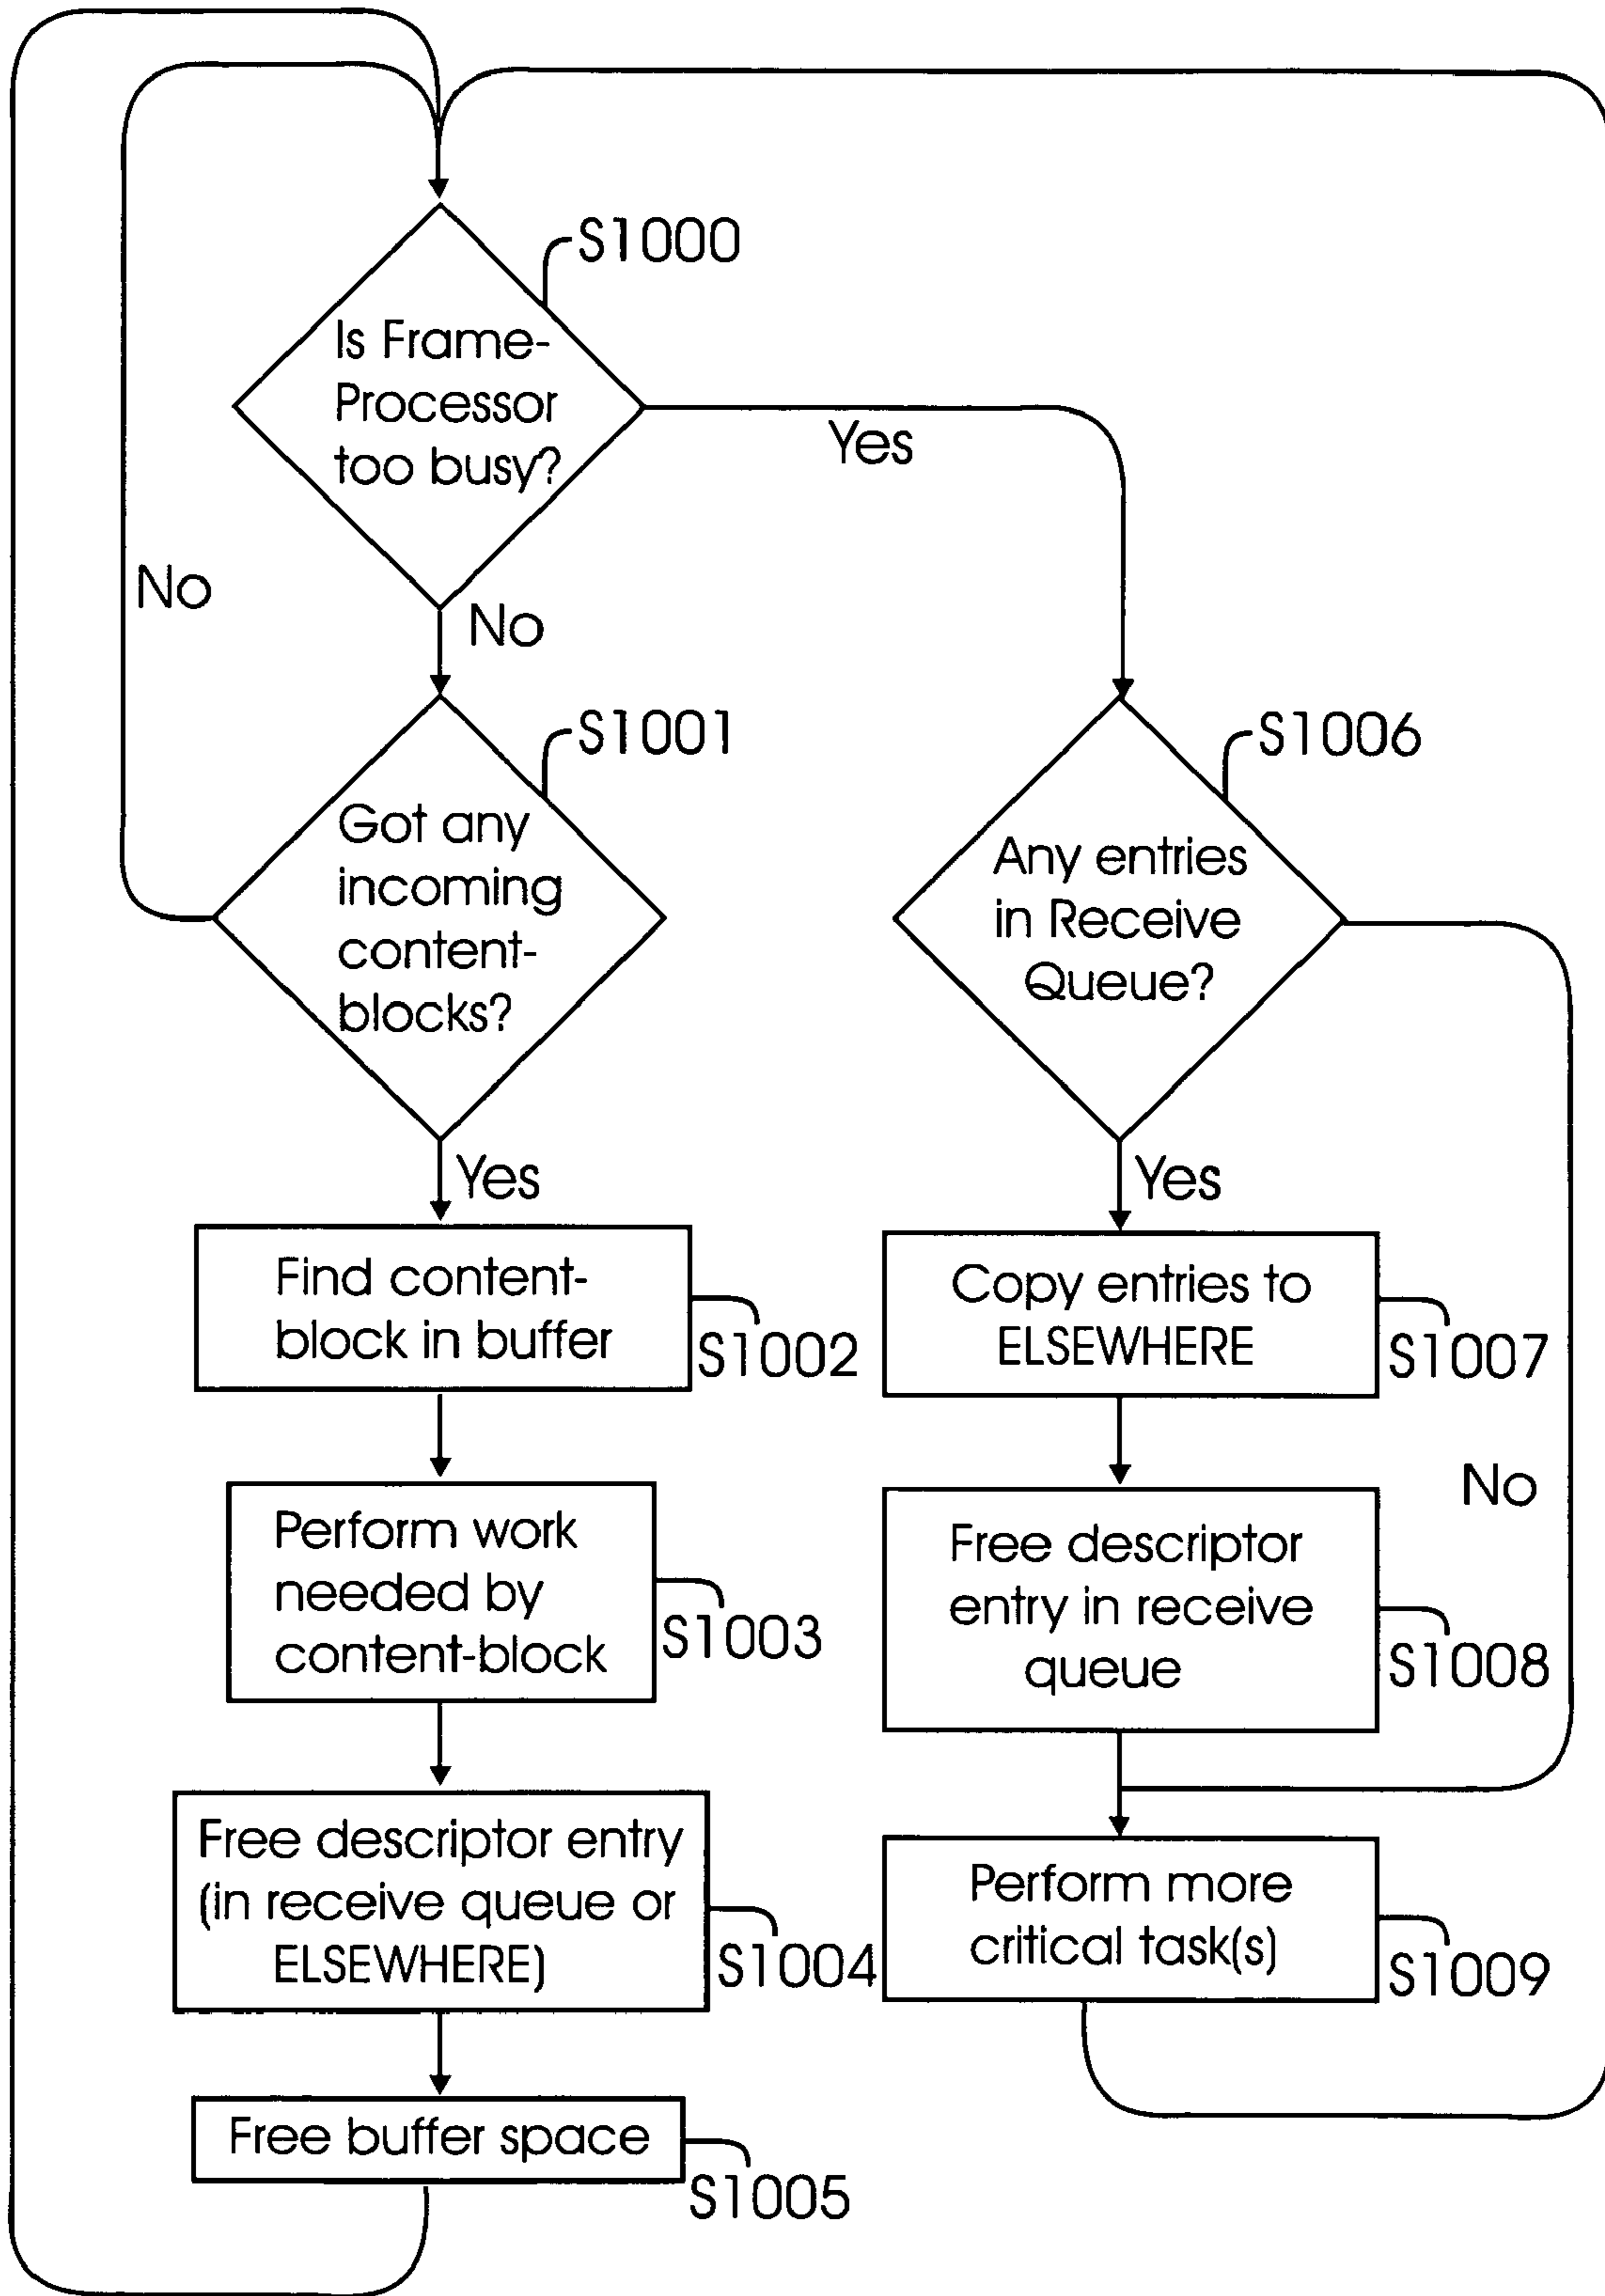 S1000
Is Frame-
Processor
too busy?
Yes
No
No
S1001
Got any
incoming
content-
blocks?
Yes
S1006
Any entries
in Receive
Queue?
Yes
No
Find content-
block in buffer
S1002
Perform work
needed by
content-block
S1003
Free descriptor entry
(in receive queue or
ELSEWHERE)
S1004
Free buffer space
S1005
Copy entries to
ELSEWHERE
S1007
Free descriptor
entry in receive
queue
S1008
Perform more
critical task(s)
S1009